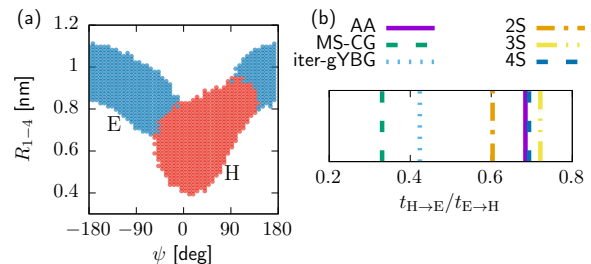 (a)
1.2
1
0.8
0.6
0.4
R1−4 [nm]
E
H
−180 −90 0 90 180
ψ [deg]
(b)
AA
MS-CG
iter-gYBG
2S
3S
4S
0.2 0.4 0.6 0.8
tH→E/tE→H